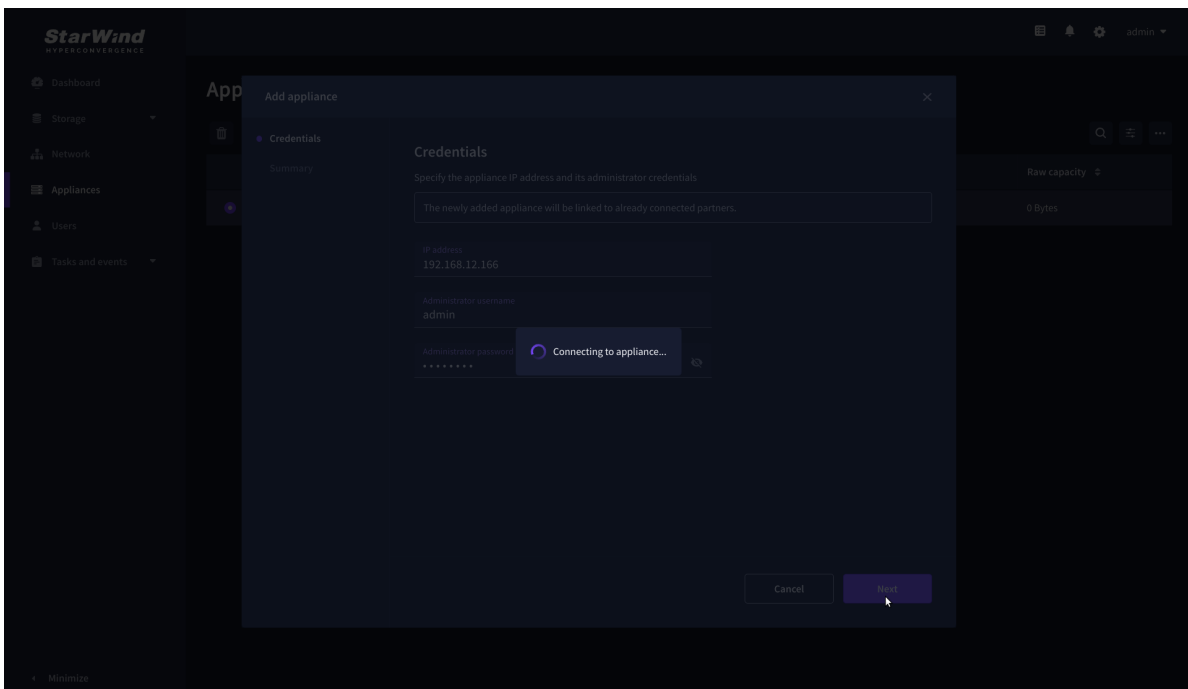 StarWind
HYPERCONVERGENCE
admin
Dashboard
Storage
Network
Appliances
Users
Tasks and events
Minimize
App
Raw capacity
0 Bytes
Add appliance
Credentials
Summary
Credentials
Specify the appliance IP address and its administrator credentials
The newly added appliance will be linked to already connected partners.
IP address
192.168.12.166
Administrator username
admin
Administrator password
••••••••
Connecting to appliance...
Cancel
Next